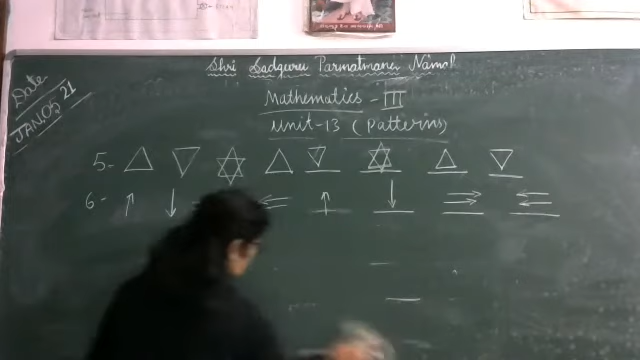 Shri Sadguru Parmatmane Namah
Date
JAN 05 21
Mathematics - III
Unit-13 (Patterns)
5-
6-